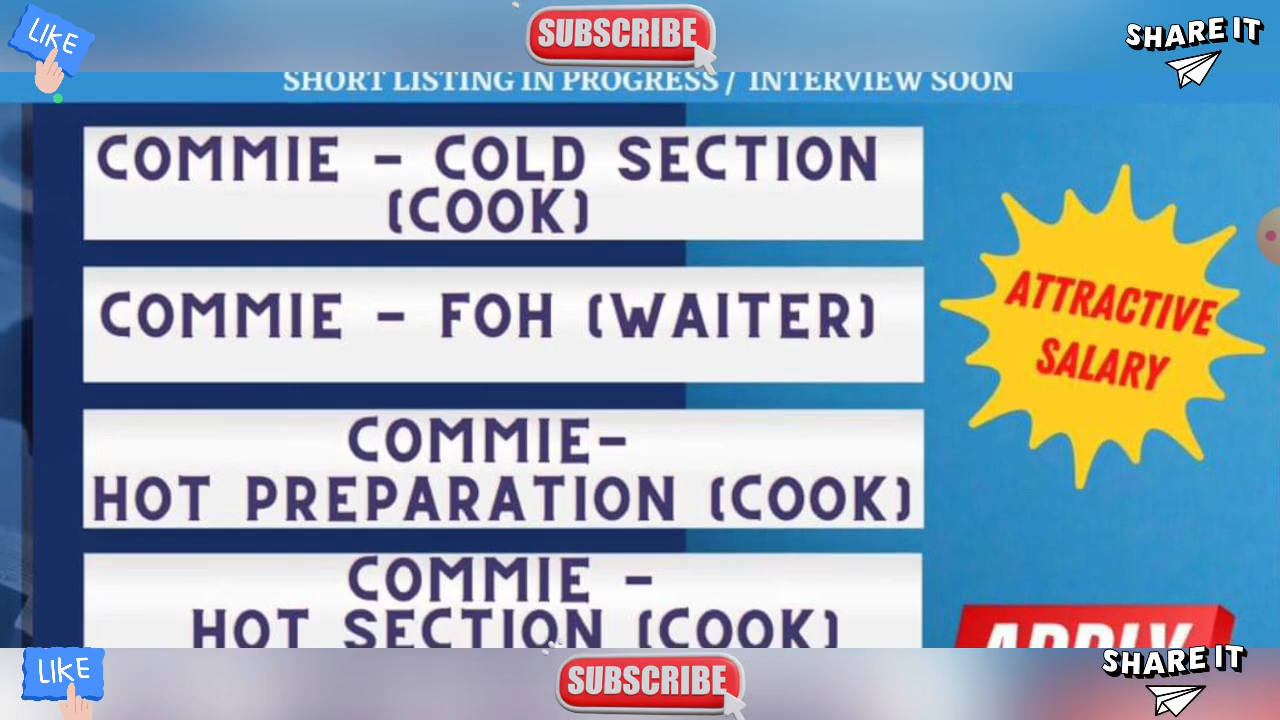 LIKE
SUBSCRIBE
SHARE IT
SHORT LISTING IN PROGRESS / INTERVIEW SOON
COMMIE - COLD SECTION
(COOK)
COMMIE - FOH (WAITER)
COMMIE-
HOT PREPARATION (COOK)
COMMIE -
HOT SECTION (COOK)
ATTRACTIVE
SALARY
APPLY
LIKE
SUBSCRIBE
SHARE IT